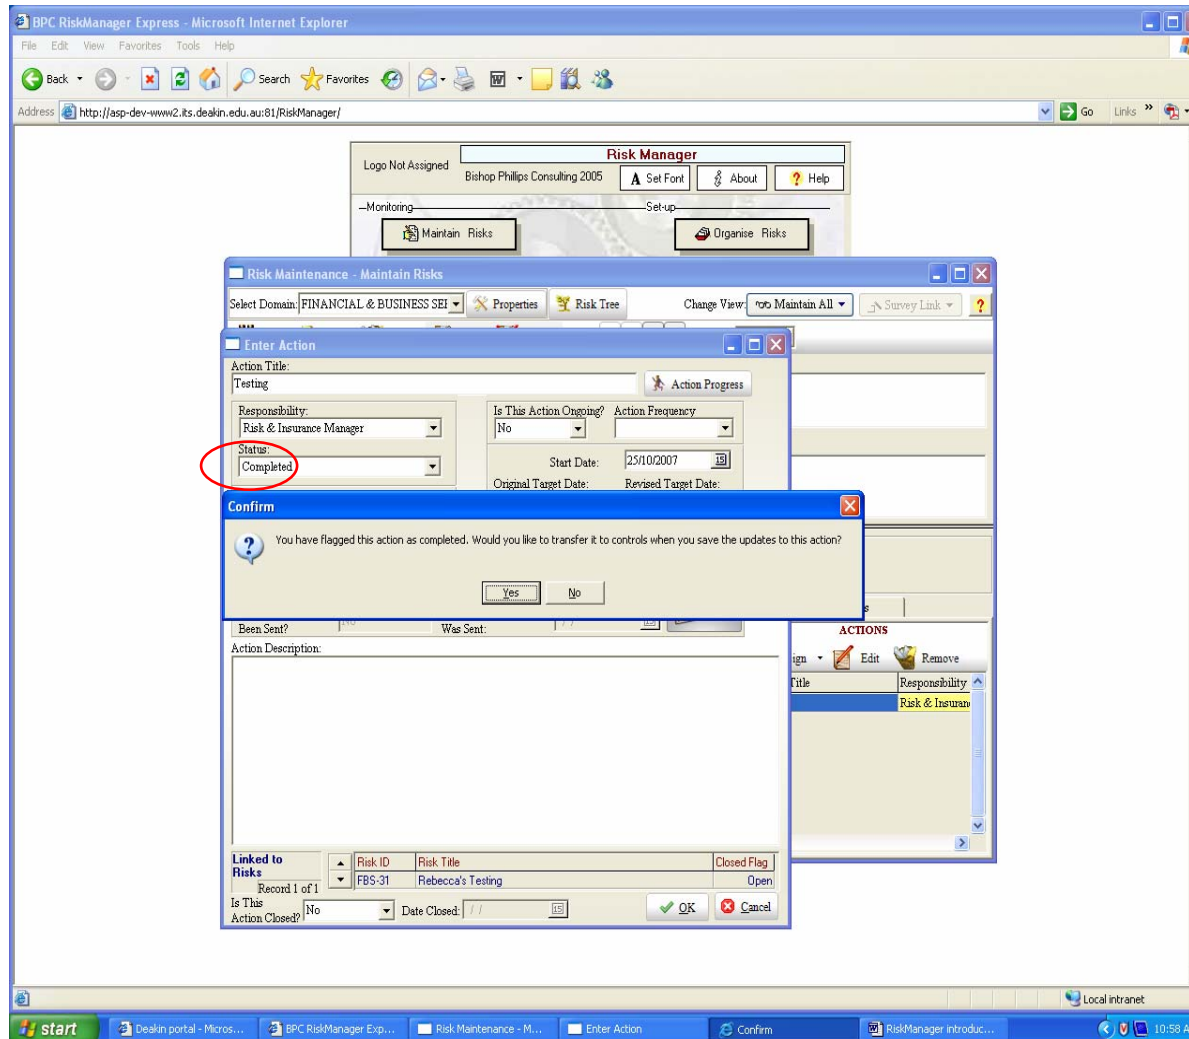 BPC RiskManager Express - Microsoft Internet Explorer
File Edit View Favorites Tools Help
Back Search Favorites
Address http://asp-dev-www2.its.deakin.edu.au:81/RiskManager/ Go Links »
Risk Manager
Logo Not Assigned
Bishop Phillips Consulting 2005 A Set Font About ? Help
Monitoring Set-up
Maintain Risks Organise Risks
Risk Maintenance - Maintain Risks
Select Domain: FINANCIAL & BUSINESS SEI Properties Risk Tree Change View: Maintain All Survey Link ?
Enter Action
Action Title:
Testing Action Progress
Responsibility: Is This Action Ongoing? Action Frequency
Risk & Insurance Manager No
Status:
Completed Start Date: 25/10/2007 15
Original Target Date: Revised Target Date:
Confirm
You have flagged this action as completed. Would you like to transfer it to controls when you save the updates to this action?
Yes No
Been Sent? No Was Sent: / / 15
ACTIONS
Action Description:
ign Edit Remove
Title Responsibility
Risk & Insuran
Linked to
Risks
Record 1 of 1
Risk ID Risk Title Closed Flag
FBS-31 Rebecca's Testing Open
Is This
Action Closed? No Date Closed: / / 15 OK Cancel
Local intranet
start Deakin portal - Micros... BPC RiskManager Exp... Risk Maintenance - M... Enter Action Confirm RiskManager introduc... 10:58 A